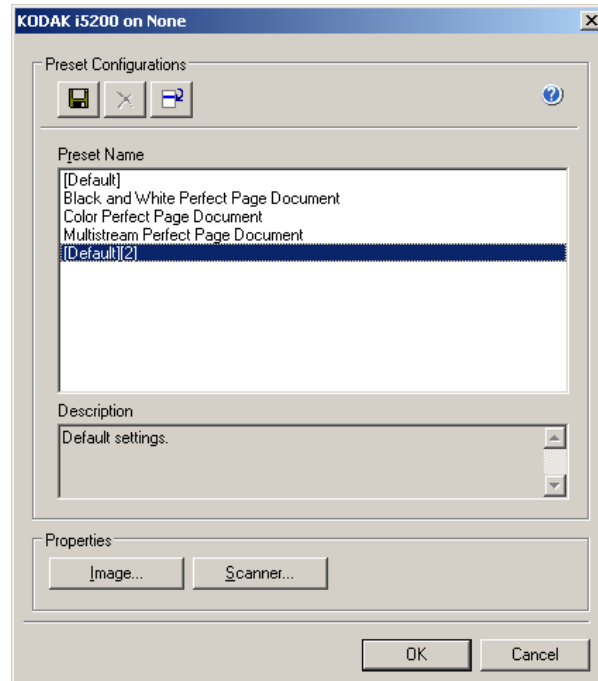 KODAK i5200 on None
Preset Configurations
Preset Name
[Default]
Black and White Perfect Page Document
Color Perfect Page Document
Multistream Perfect Page Document
[Default][2]
Description
Default settings.
Properties
Image...
Scanner...
OK
Cancel